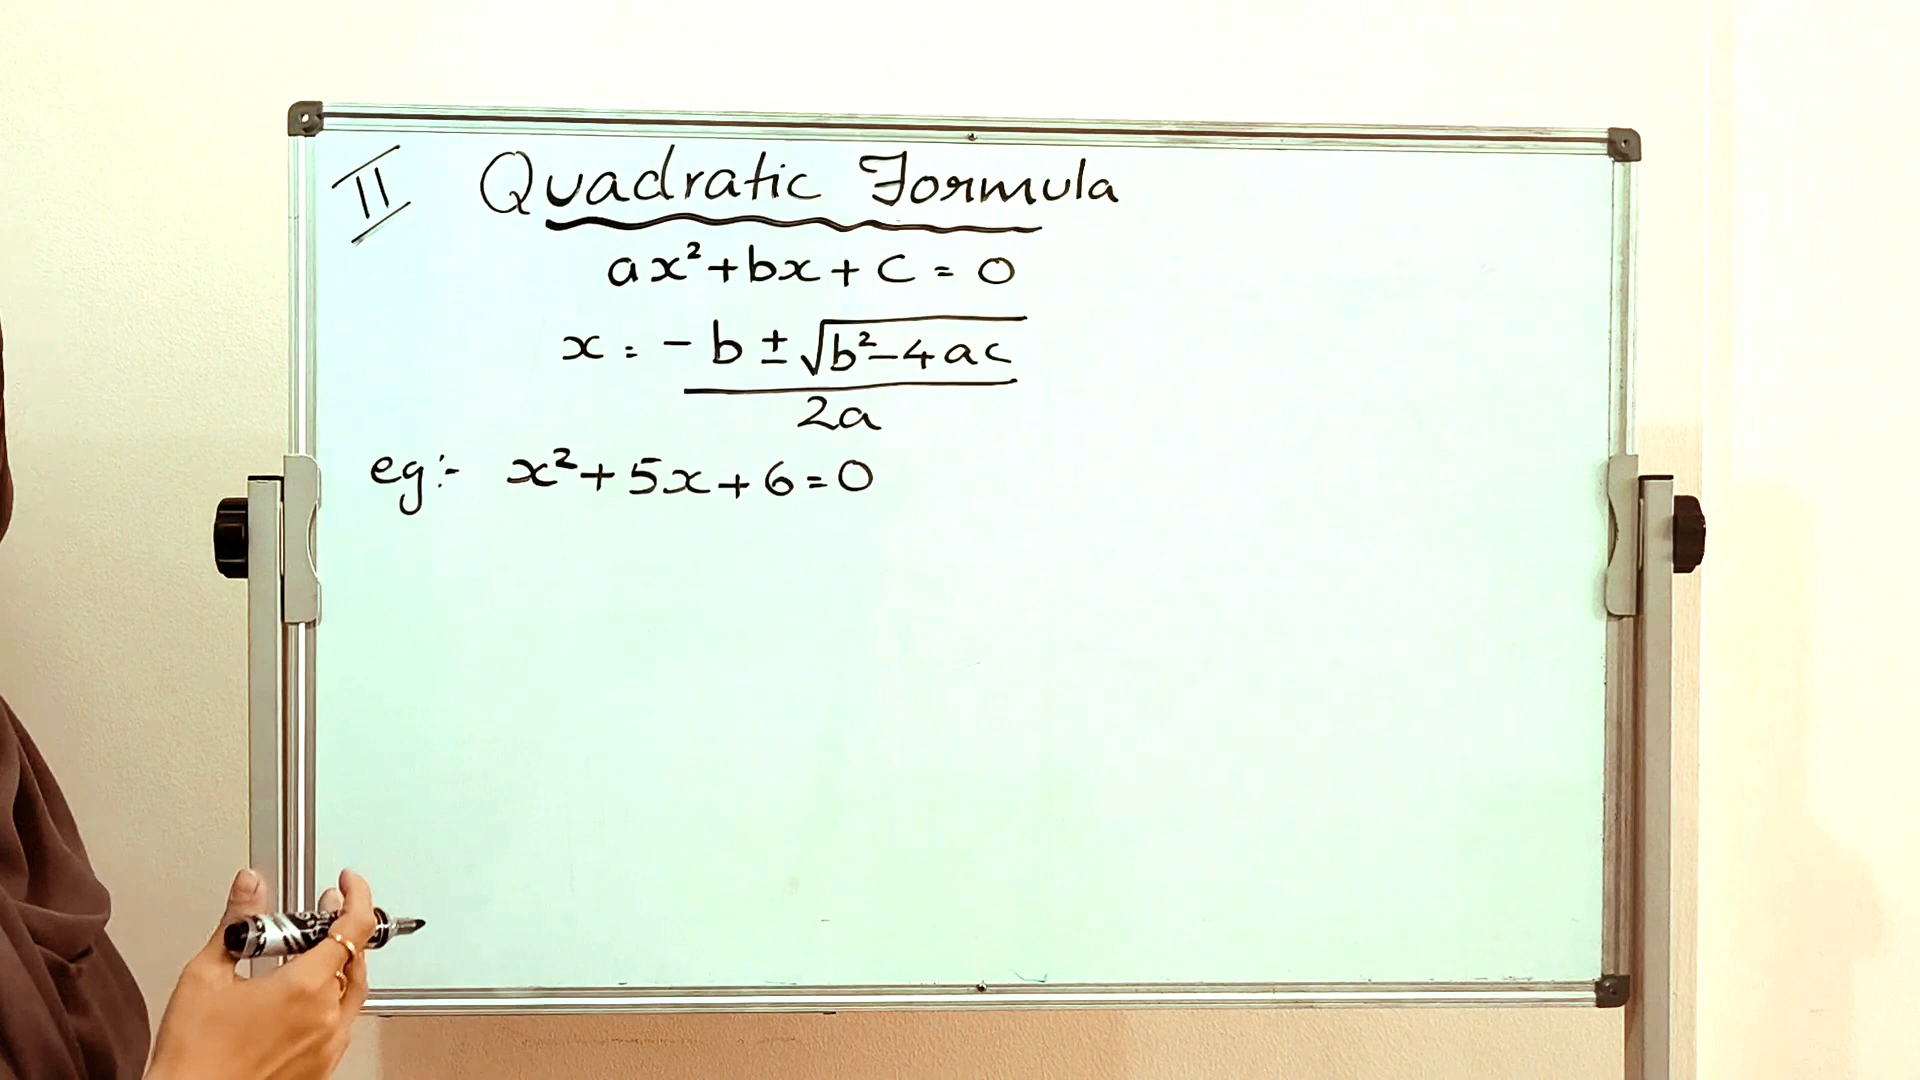 II Quadratic Formula
ax²+bx+c=0
x = -b ± √b²-4ac
2a
eg:- x²+5x+6=0